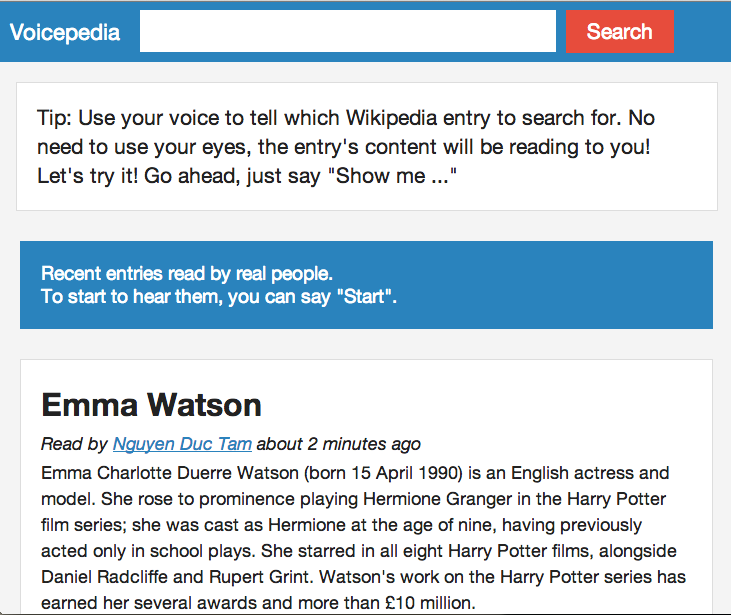 Voicepedia
Search
Tip: Use your voice to tell which Wikipedia entry to search for. No
need to use your eyes, the entry's content will be reading to you!
Let's try it! Go ahead, just say "Show me ..."
Recent entries read by real people.
To start to hear them, you can say "Start".
Emma Watson
Read by Nguyen Duc Tam about 2 minutes ago
Emma Charlotte Duerre Watson (born 15 April 1990) is an English actress and
model. She rose to prominence playing Hermione Granger in the Harry Potter
film series; she was cast as Hermione at the age of nine, having previously
acted only in school plays. She starred in all eight Harry Potter films, alongside
Daniel Radcliffe and Rupert Grint. Watson's work on the Harry Potter series has
earned her several awards and more than £10 million.